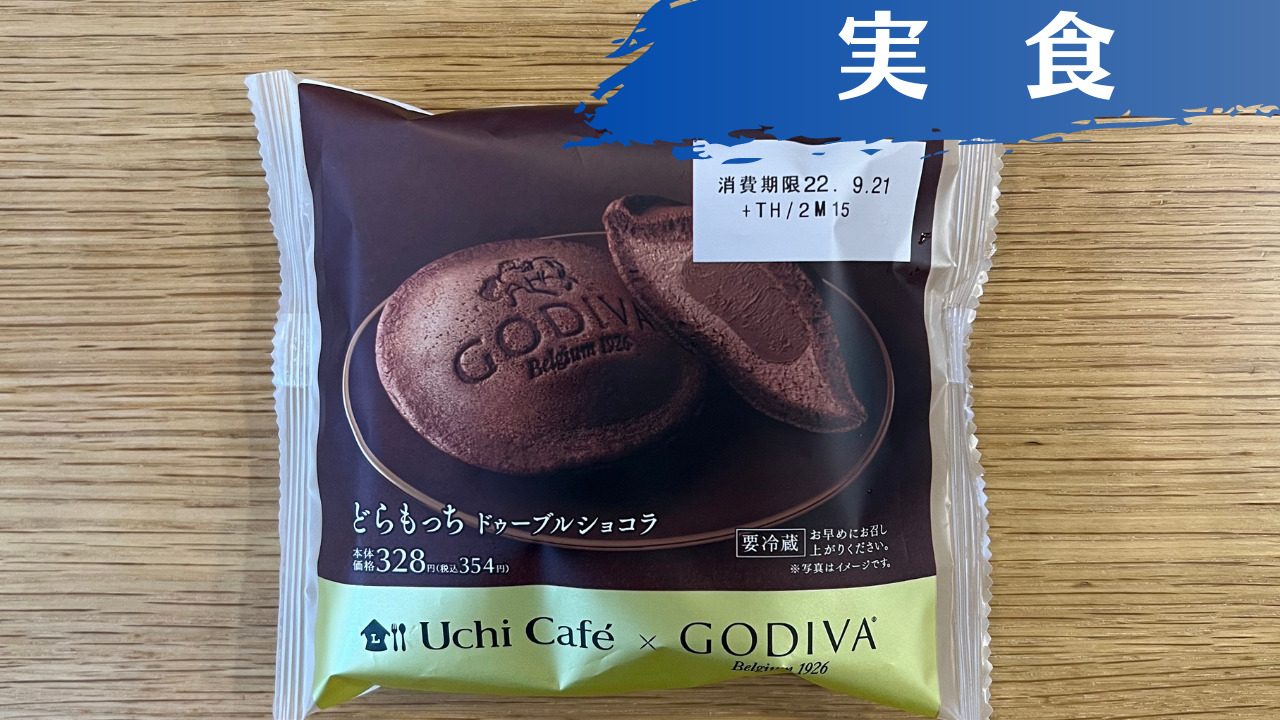 実 食
消費期限22. 9.21
+TH/2M15
GODIVA
Belgium 1926
どらもっち ドゥーブルショコラ
本体価格328円(税込354円)
要冷蔵 お早めにお召し上がりください。
※写真はイメージです。
L Uchi Café × GODIVA®
Belgium 1926